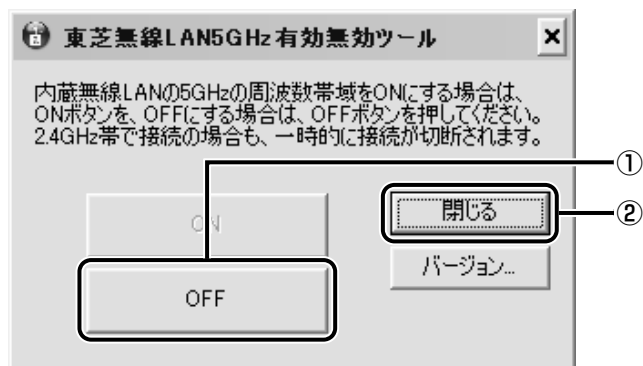 東芝無線LAN5GHz有効無効ツール
内蔵無線LANの5GHzの周波数帯域をONにする場合は、
ONボタンを、OFFにする場合は、OFFボタンを押してください。
2.4GHz帯で接続の場合も、一時的に接続が切断されます。
①
ON
閉じる
②
バージョン...
OFF